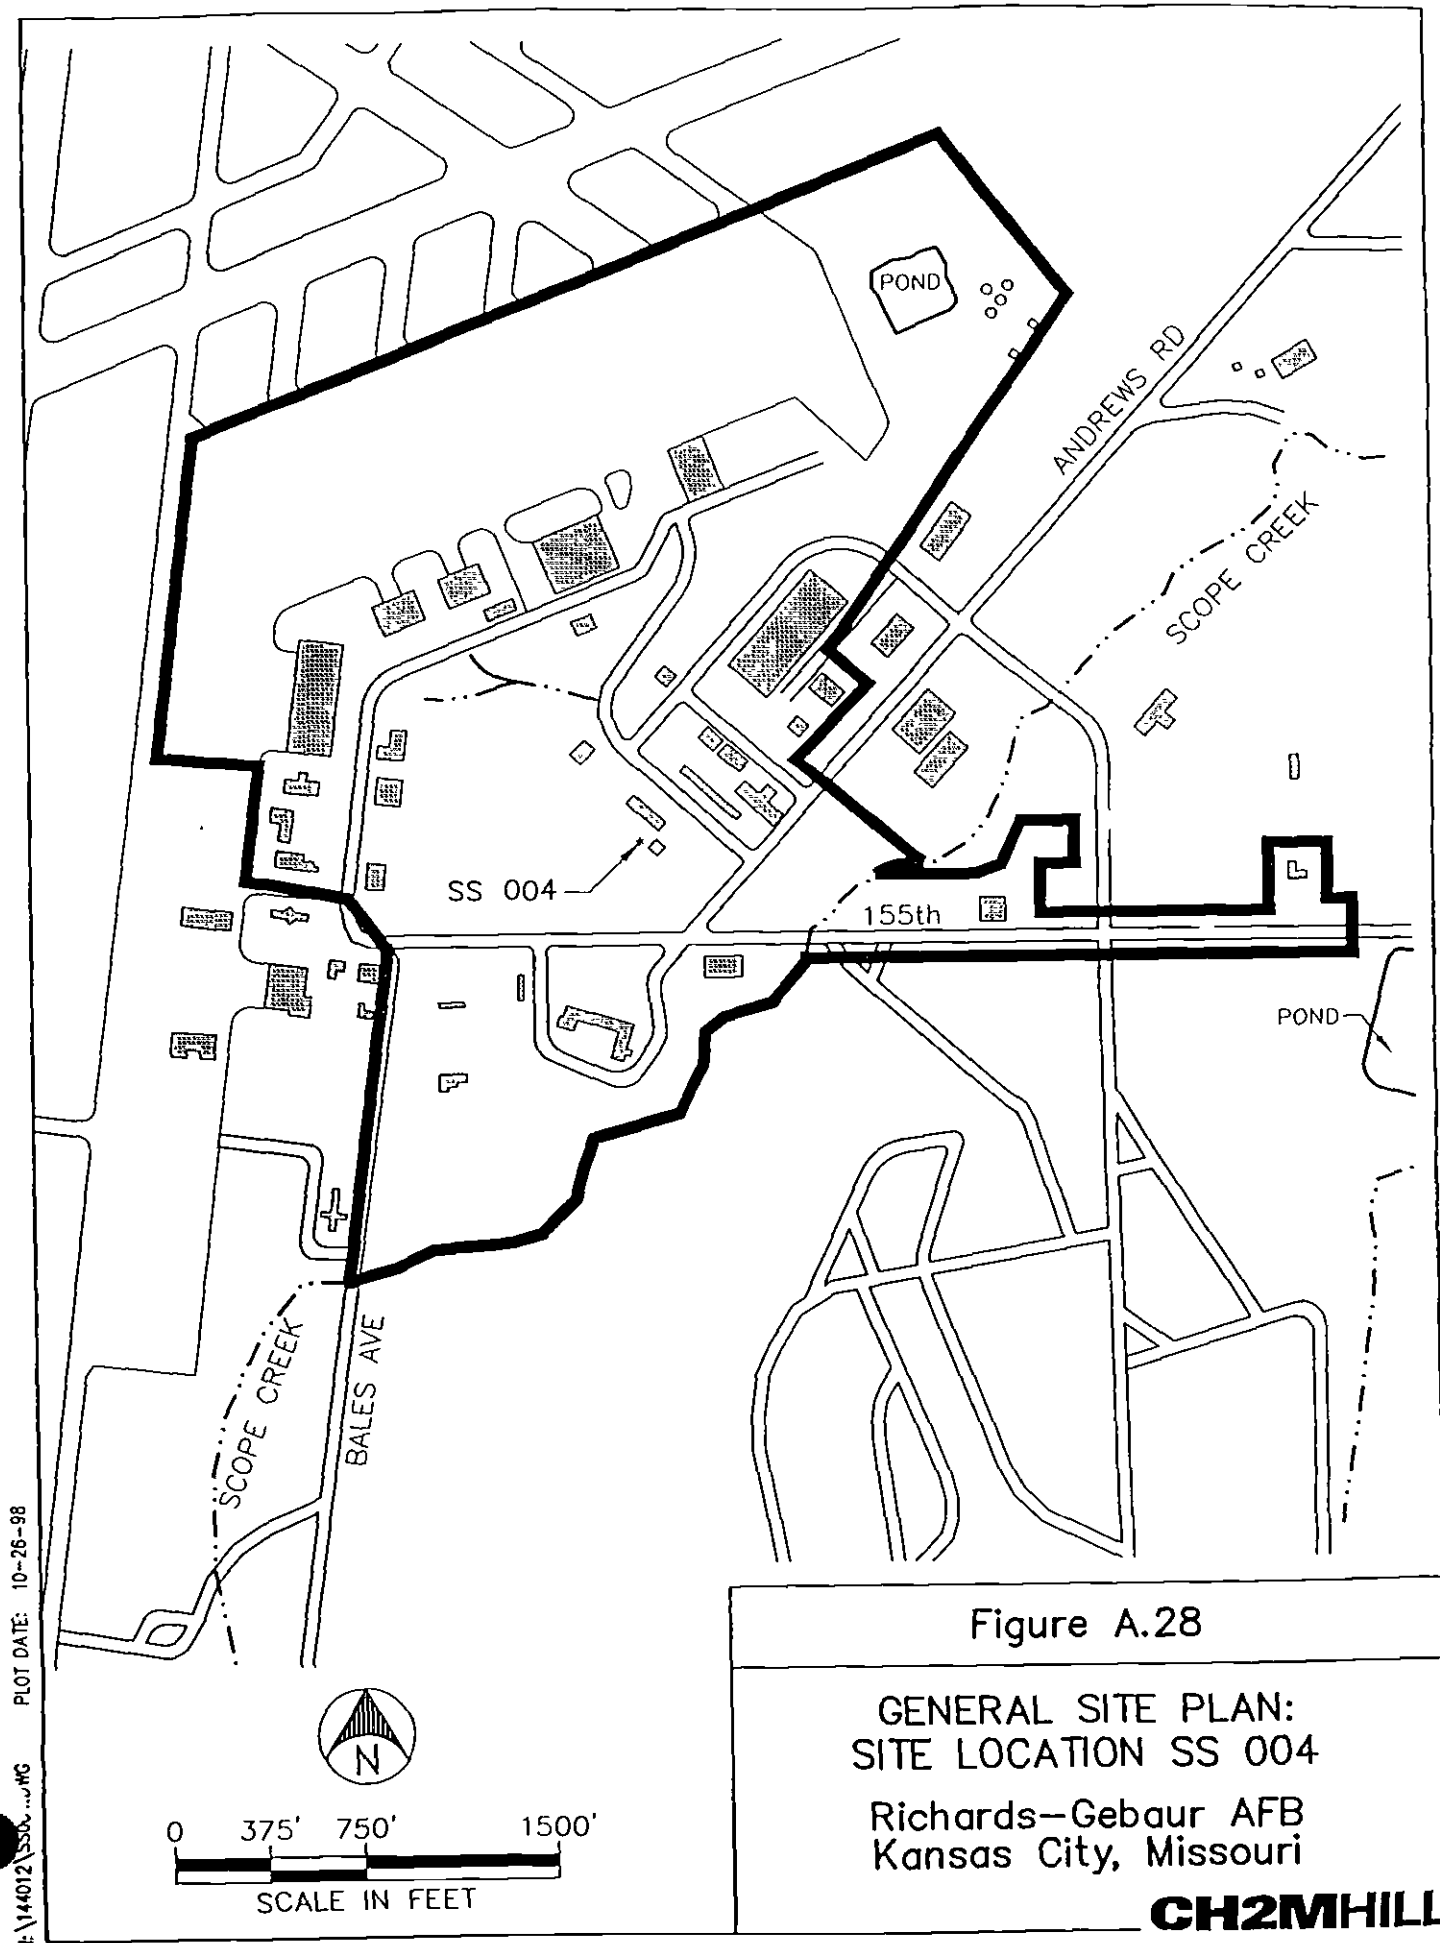 POND
ANDREWS RD
SCOPE CREEK
SS 004
155th
POND
SCOPE CREEK
BALES AVE
PLOT DATE: 10-26-98
Figure A.28
GENERAL SITE PLAN:
SITE LOCATION SS 004
Richards-Gebaur AFB
Kansas City, Missouri
CH2MHILL
N
0 375' 750' 1500'
SCALE IN FEET